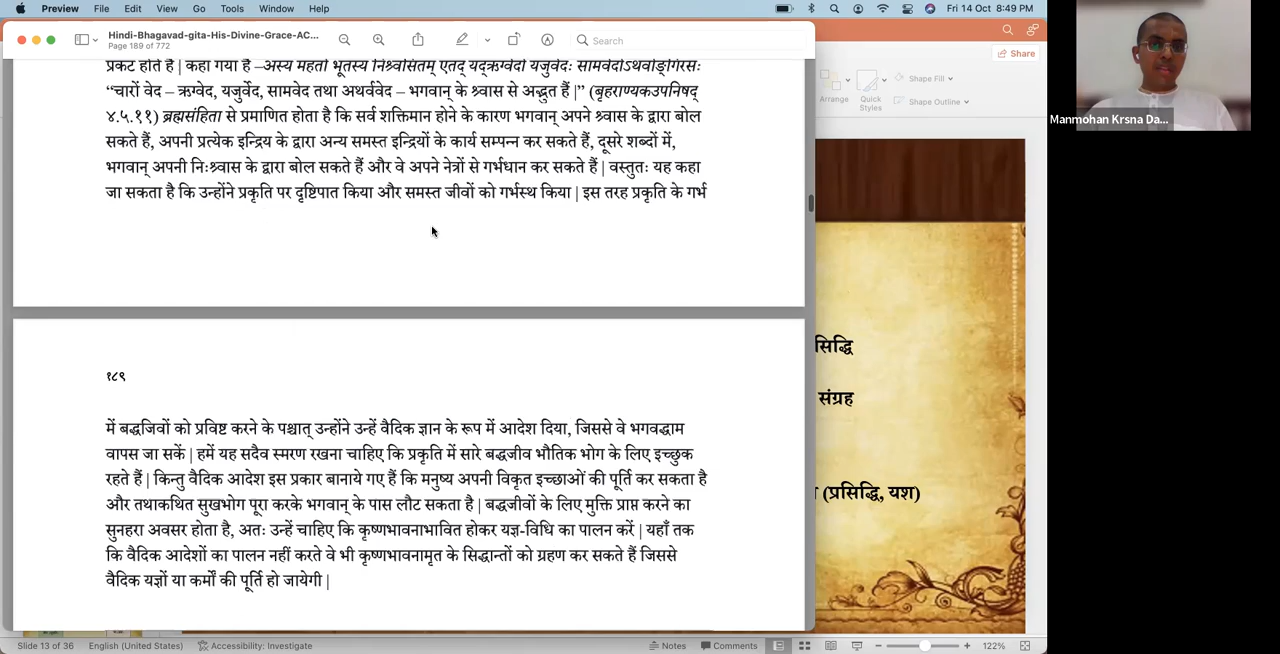 Preview File Edit View Go Tools Window Help
Fri 14 Oct 8:49 PM
Hindi-Bhagavad-gita-His-Divine-Grace-AC...
Page 189 of 772
Search
Share
Arrange
Quick
Styles
Shape Fill
Shape Outline
Manmohan Krsna Da...
प्रकट होते है | कहा गया है –अस्य महतो भूतस्य निश्र्वसितम् एतद् यदृग्वेदो यजुर्वेदः सामवेदोऽथर्वाङ्गिरसः
“चारों वेद – ऋग्वेद, यजुर्वेद, सामवेद तथा अथर्ववेद – भगवान् के श्र्वास से अद्भुत हैं |” (बृहराण्यकउपनिषद्
४.५.११) ब्रह्मसंहिता से प्रमाणित होता है कि सर्व शक्तिमान होने के कारण भगवान् अपने श्र्वास के द्वारा बोल
सकते हैं, अपनी प्रत्येक इन्द्रिय के द्वारा अन्य समस्त इन्द्रियों के कार्य सम्पन्न कर सकते हैं, दूसरे शब्दों में,
भगवान् अपनी निःश्र्वास के द्वारा बोल सकते हैं और वे अपने नेत्रों से गर्भधान कर सकते हैं | वस्तुतः यह कहा
जा सकता है कि उन्होंने प्रकृति पर दृष्टिपात किया और समस्त जीवों को गर्भस्थ किया | इस तरह प्रकृति के गर्भ
१८९
में बद्धजिवों को प्रविष्ट करने के पश्चात् उन्होंने उन्हें वैदिक ज्ञान के रूप में आदेश दिया, जिससे वे भगवद्धाम
वापस जा सकें | हमें यह सदैव स्मरण रखना चाहिए कि प्रकृति में सारे बद्धजीव भौतिक भोग के लिए इच्छुक
रहते हैं | किन्तु वैदिक आदेश इस प्रकार बानाये गए हैं कि मनुष्य अपनी विकृत इच्छाओं की पूर्ति कर सकता है
और तथाकथित सुखभोग पूरा करके भगवान् के पास लौट सकता है | बद्धजीवों के लिए मुक्ति प्राप्त करने का
सुनहरा अवसर होता है, अतः उन्हें चाहिए कि कृष्णभावनाभावित होकर यज्ञ-विधि का पालन करें | यहाँ तक
कि वैदिक आदेशों का पालन नहीं करते वे भी कृष्णभावनामृत के सिद्धान्तों को ग्रहण कर सकते हैं जिससे
वैदिक यज्ञों या कर्मों की पूर्ति हो जायेगी |
सिद्धि
संग्रह
(प्रसिद्धि, यश)
Slide 13 of 36 English (United States) Accessibility: Investigate Notes Comments 122%